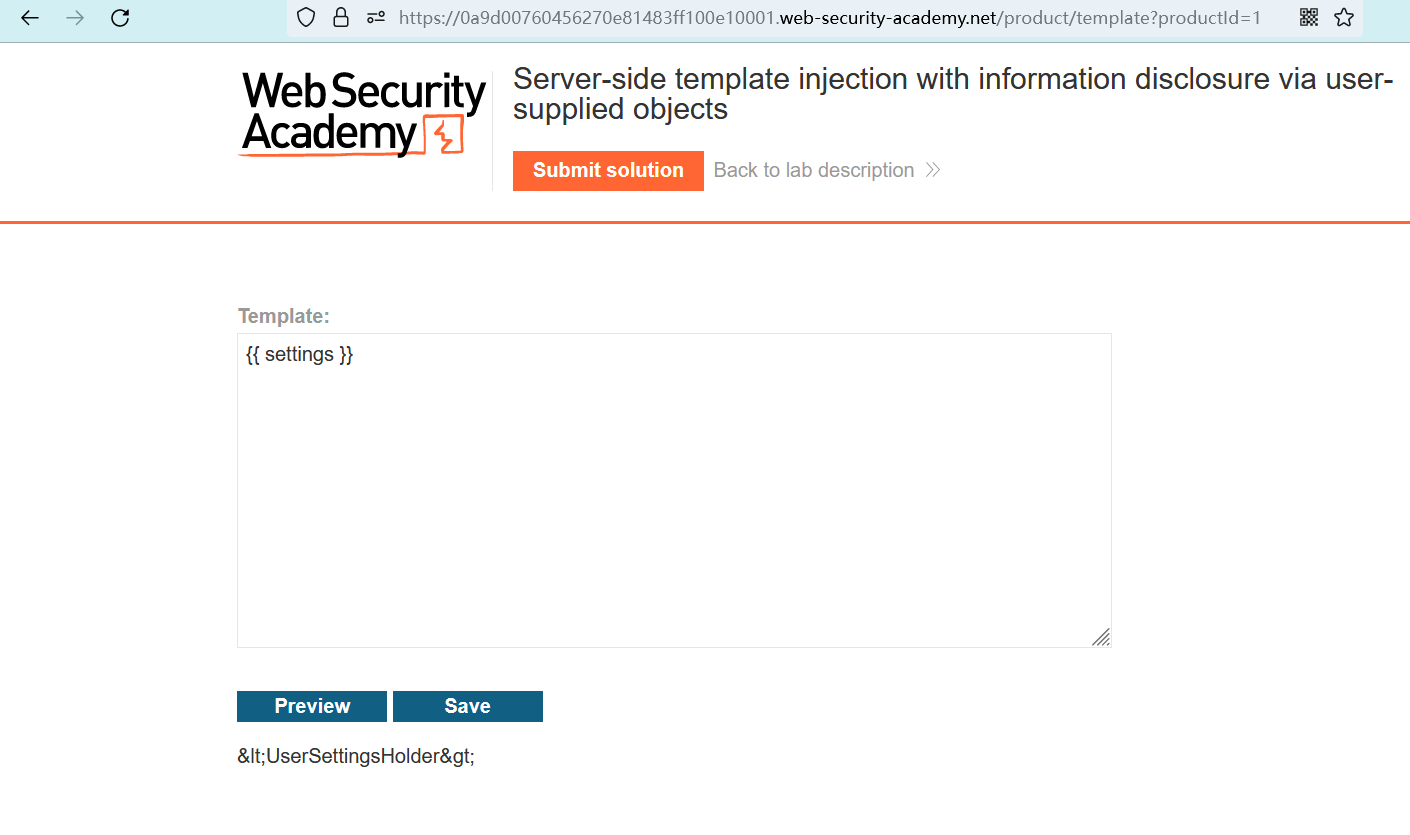 https://0a9d00760456270e81483ff100e10001.web-security-academy.net/product/template?productId=1
Web Security
Academy
Server-side template injection with information disclosure via user-
supplied objects
Submit solution
Back to lab description
Template:
{{ settings }}
Preview
Save
&lt;UserSettingsHolder&gt;